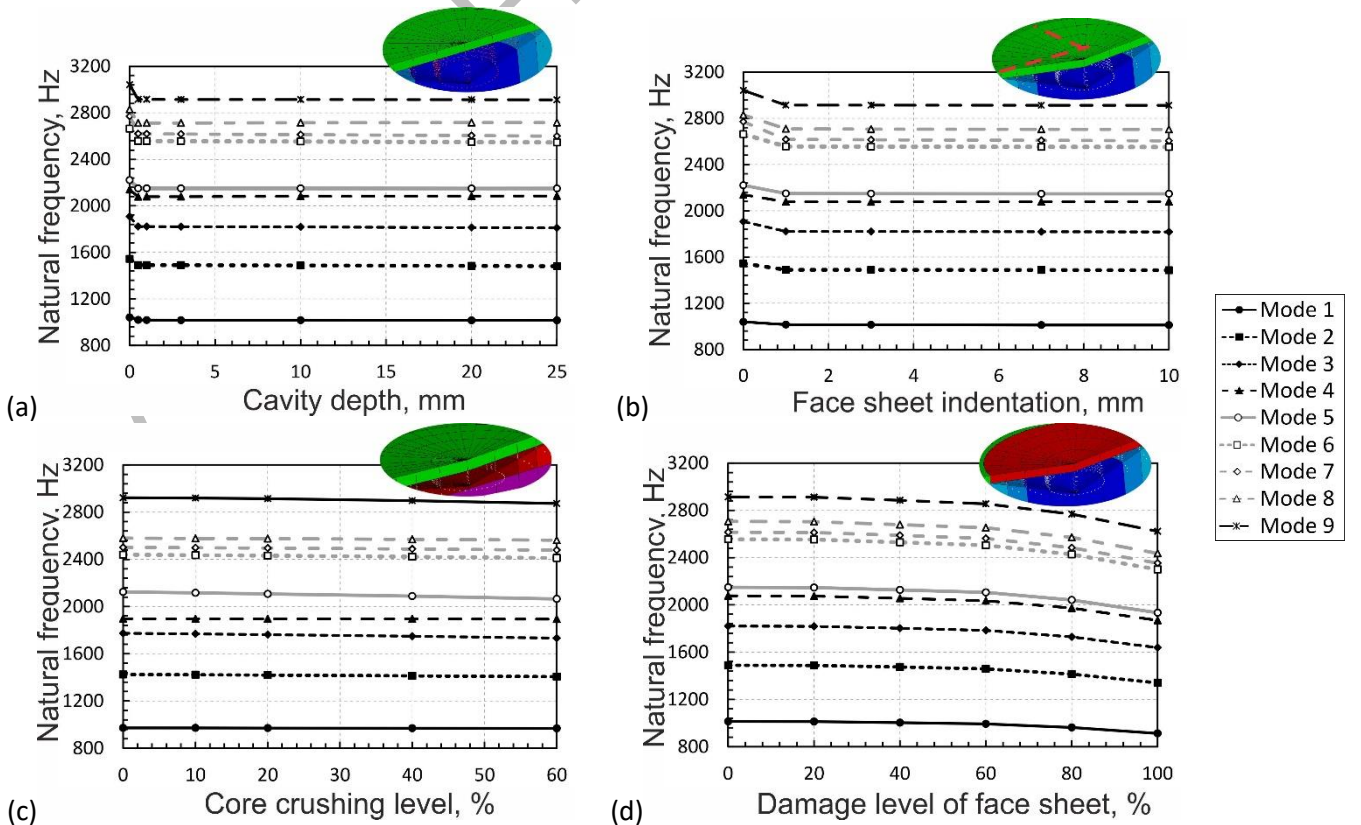 3200
2800
2400
2000
1600
1200
800
Natural frequency, Hz
0 5 10 15 20 25
(a) Cavity depth, mm
3200
2800
2400
2000
1600
1200
800
Natural frequency, Hz
0 2 4 6 8 10
(b) Face sheet indentation, mm
Mode 1
Mode 2
Mode 3
Mode 4
Mode 5
Mode 6
Mode 7
Mode 8
Mode 9
3200
2800
2400
2000
1600
1200
800
Natural frequency, Hz
0 10 20 30 40 50 60
(c) Core crushing level, %
3200
2800
2400
2000
1600
1200
800
Natural frequency, Hz
0 20 40 60 80 100
(d) Damage level of face sheet, %